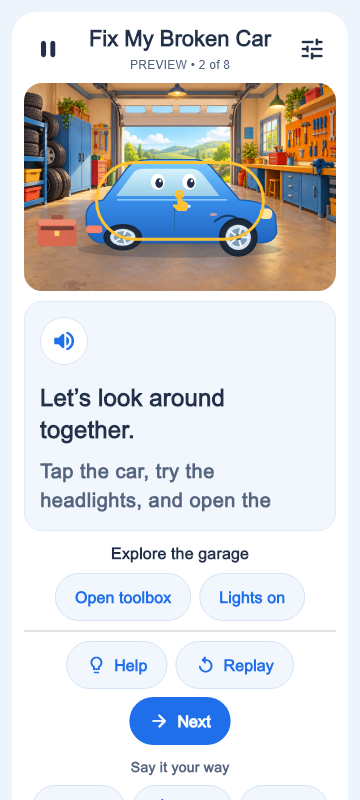 Fix My Broken Car
PREVIEW • 2 of 8
Let’s look around
together.
Tap the car, try the
headlights, and open the
Explore the garage
Open toolbox
Lights on
Help
Replay
Next
Say it your way